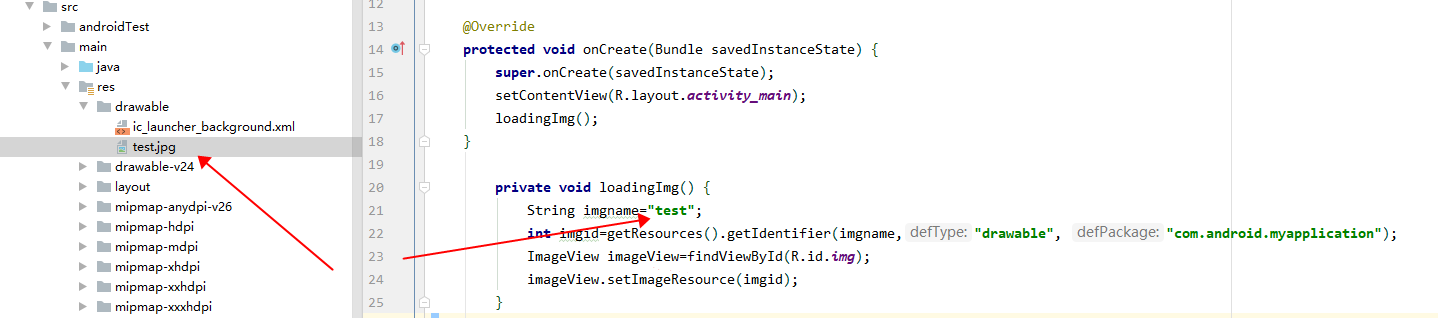 src
androidTest
main
java
res
drawable
ic_launcher_background.xml
test.jpg
drawable-v24
layout
mipmap-anydpi-v26
mipmap-hdpi
mipmap-mdpi
mipmap-xhdpi
mipmap-xxhdpi
mipmap-xxxhdpi
12
13 @Override
14 protected void onCreate(Bundle savedInstanceState) {
15 super.onCreate(savedInstanceState);
16 setContentView(R.layout.activity_main);
17 loadingImg();
18 }
19
20 private void loadingImg() {
21 String imgname="test";
22 int imgid=getResources().getIdentifier(imgname, defType: "drawable", defPackage: "com.android.myapplication");
23 ImageView imageView=findViewById(R.id.img);
24 imageView.setImageResource(imgid);
25 }